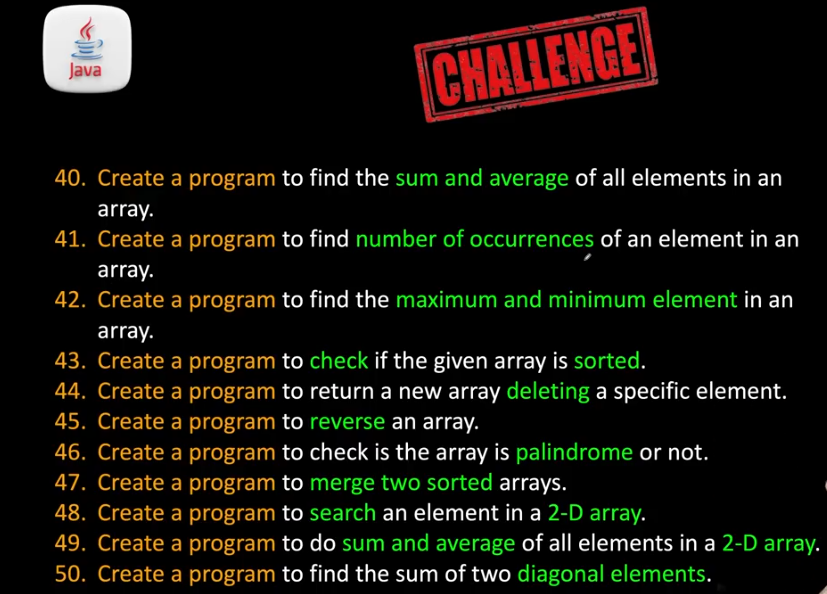 Java
CHALLENGE
40. Create a program to find the sum and average of all elements in an
array.
41. Create a program to find number of occurrences of an element in an
array.
42. Create a program to find the maximum and minimum element in an
array.
43. Create a program to check if the given array is sorted.
44. Create a program to return a new array deleting a specific element.
45. Create a program to reverse an array.
46. Create a program to check is the array is palindrome or not.
47. Create a program to merge two sorted arrays.
48. Create a program to search an element in a 2-D array.
49. Create a program to do sum and average of all elements in a 2-D array.
50. Create a program to find the sum of two diagonal elements.